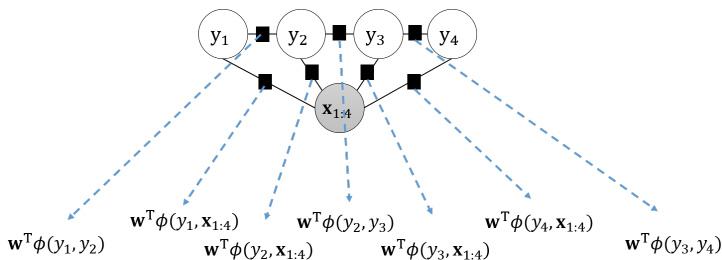 y₁ y₂ y₃ y₄
𝐱₁:₄
𝐰ᵀϕ(y₁, y₂)
𝐰ᵀϕ(y₁, 𝐱₁:₄)
𝐰ᵀϕ(y₂, 𝐱₁:₄)
𝐰ᵀϕ(y₂, y₃)
𝐰ᵀϕ(y₃, 𝐱₁:₄)
𝐰ᵀϕ(y₄, 𝐱₁:₄)
𝐰ᵀϕ(y₃, y₄)